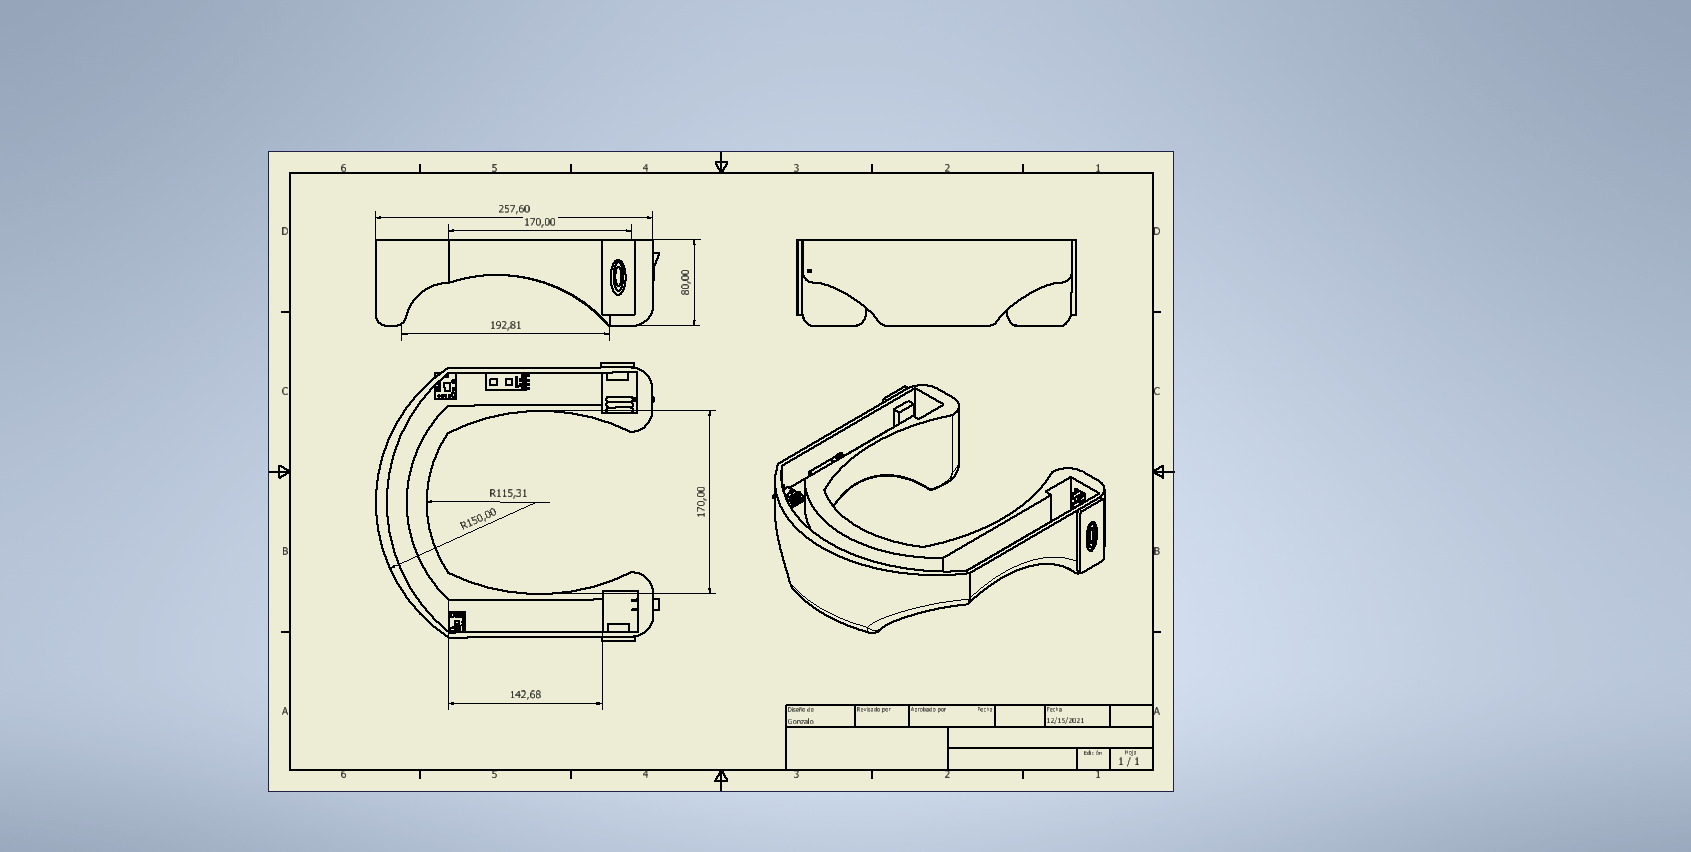 6 5 4 3 2 1
D D
257,60
170,00
80,00
192,81
C C
R115,31
R150,00
170,00
B B
142,68
A A
Diseño de Revisado por Aprobado por Fecha Fecha
Gonzalo 12/15/2021
Edición Hoja
1 / 1
6 5 4 3 2 1